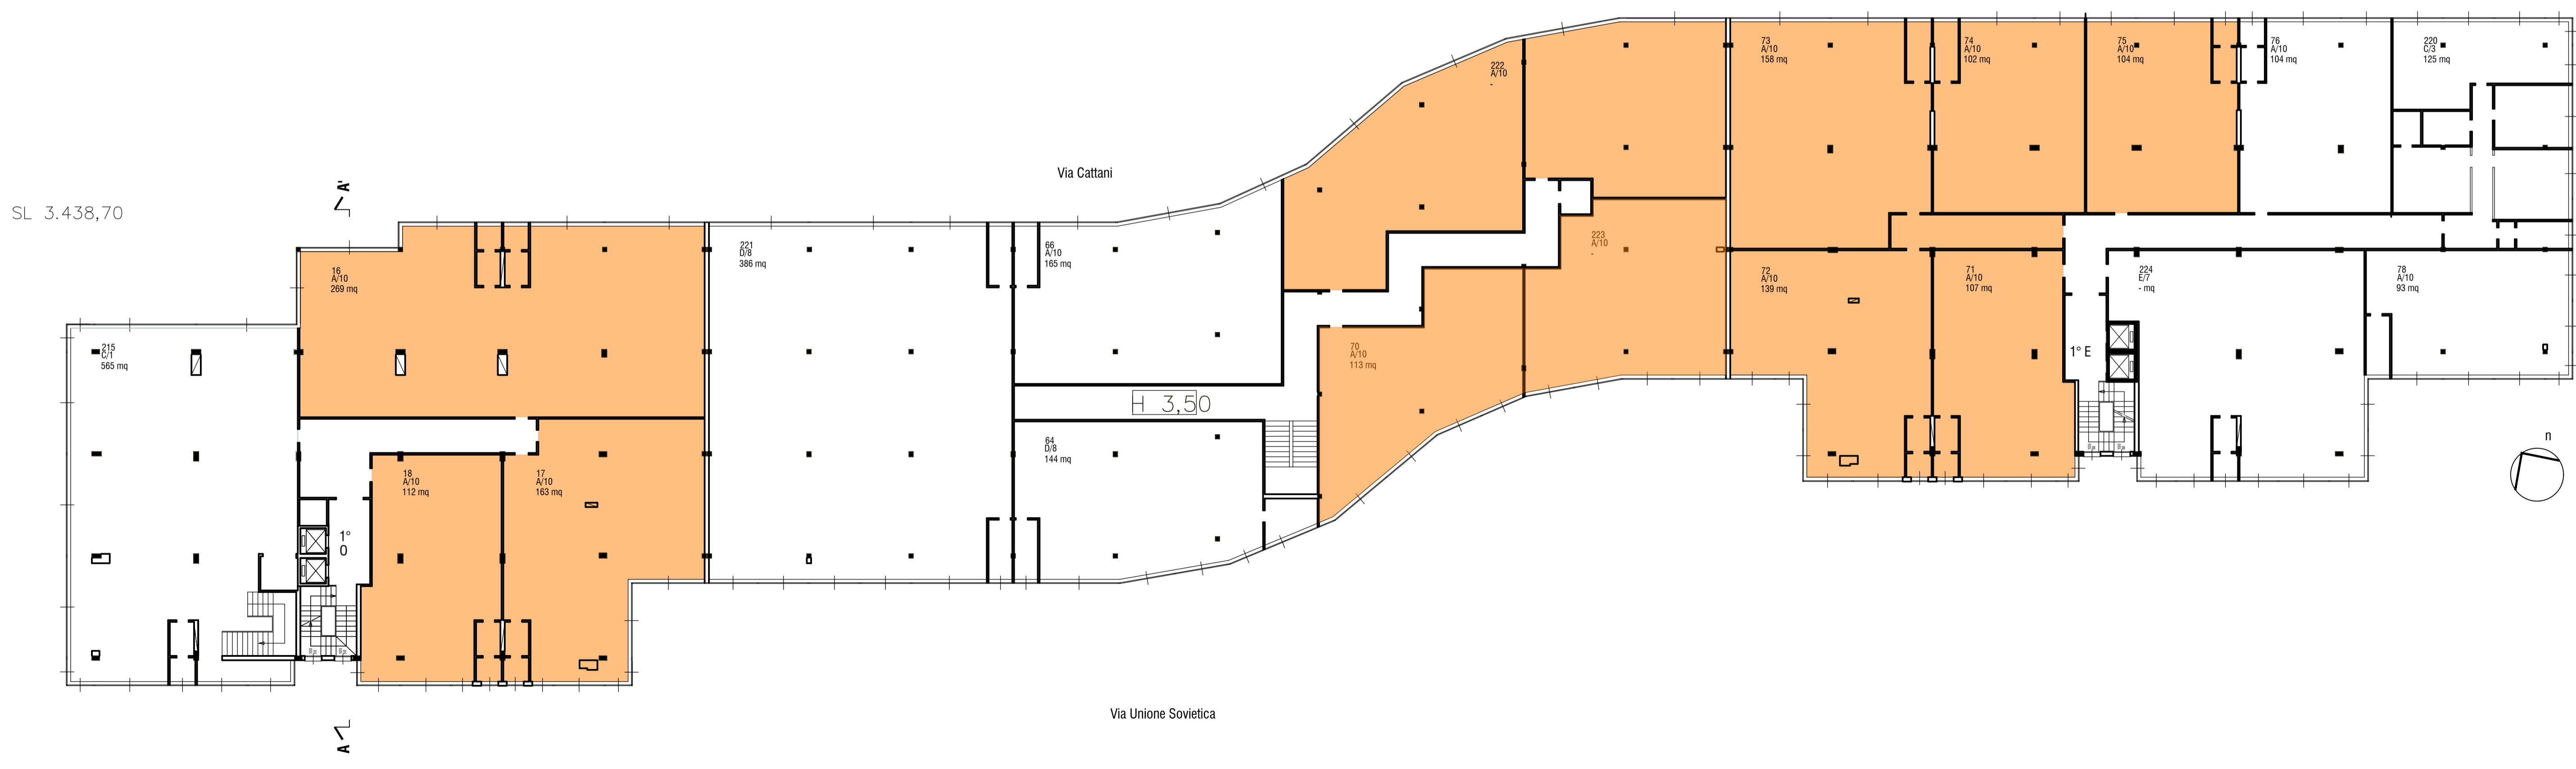 73
A/10
158 mq
74
A/10
102 mq
75
A/10
104 mq
76
A/10
104 mq
220
C/3
125 mq
222
A/10
-
Via Cattani
A'
SL 3.438,70
221
D/8
386 mq
66
A/10
165 mq
223
A/10
-
16
A/10
269 mq
72
A/10
139 mq
71
A/10
107 mq
224
E/7
- mq
78
A/10
93 mq
215
C/1
565 mq
70
A/10
113 mq
1° E
H 3,50
64
D/8
144 mq
n
18
A/10
112 mq
17
A/10
163 mq
1°
O
Via Unione Sovietica
A